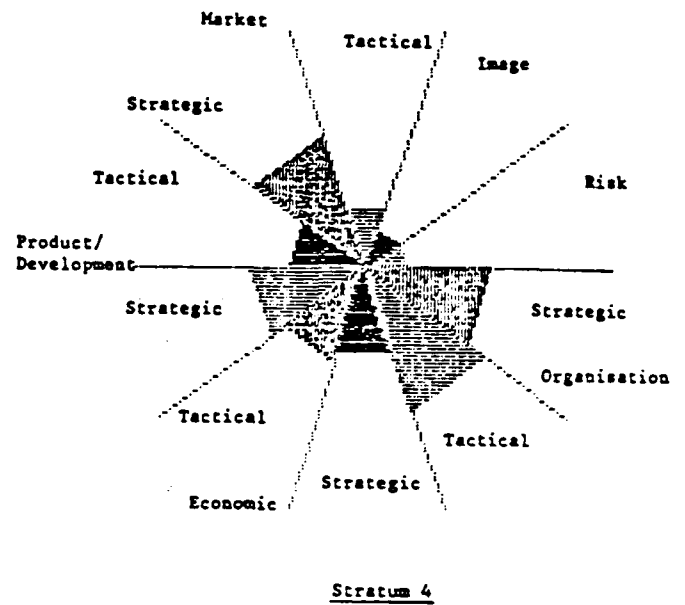 Market
Tactical
Image
Strategic
Tactical
Risk
Product/
Development
Strategic
Strategic
Organisation
Tactical
Tactical
Strategic
Economic
Stratum 4